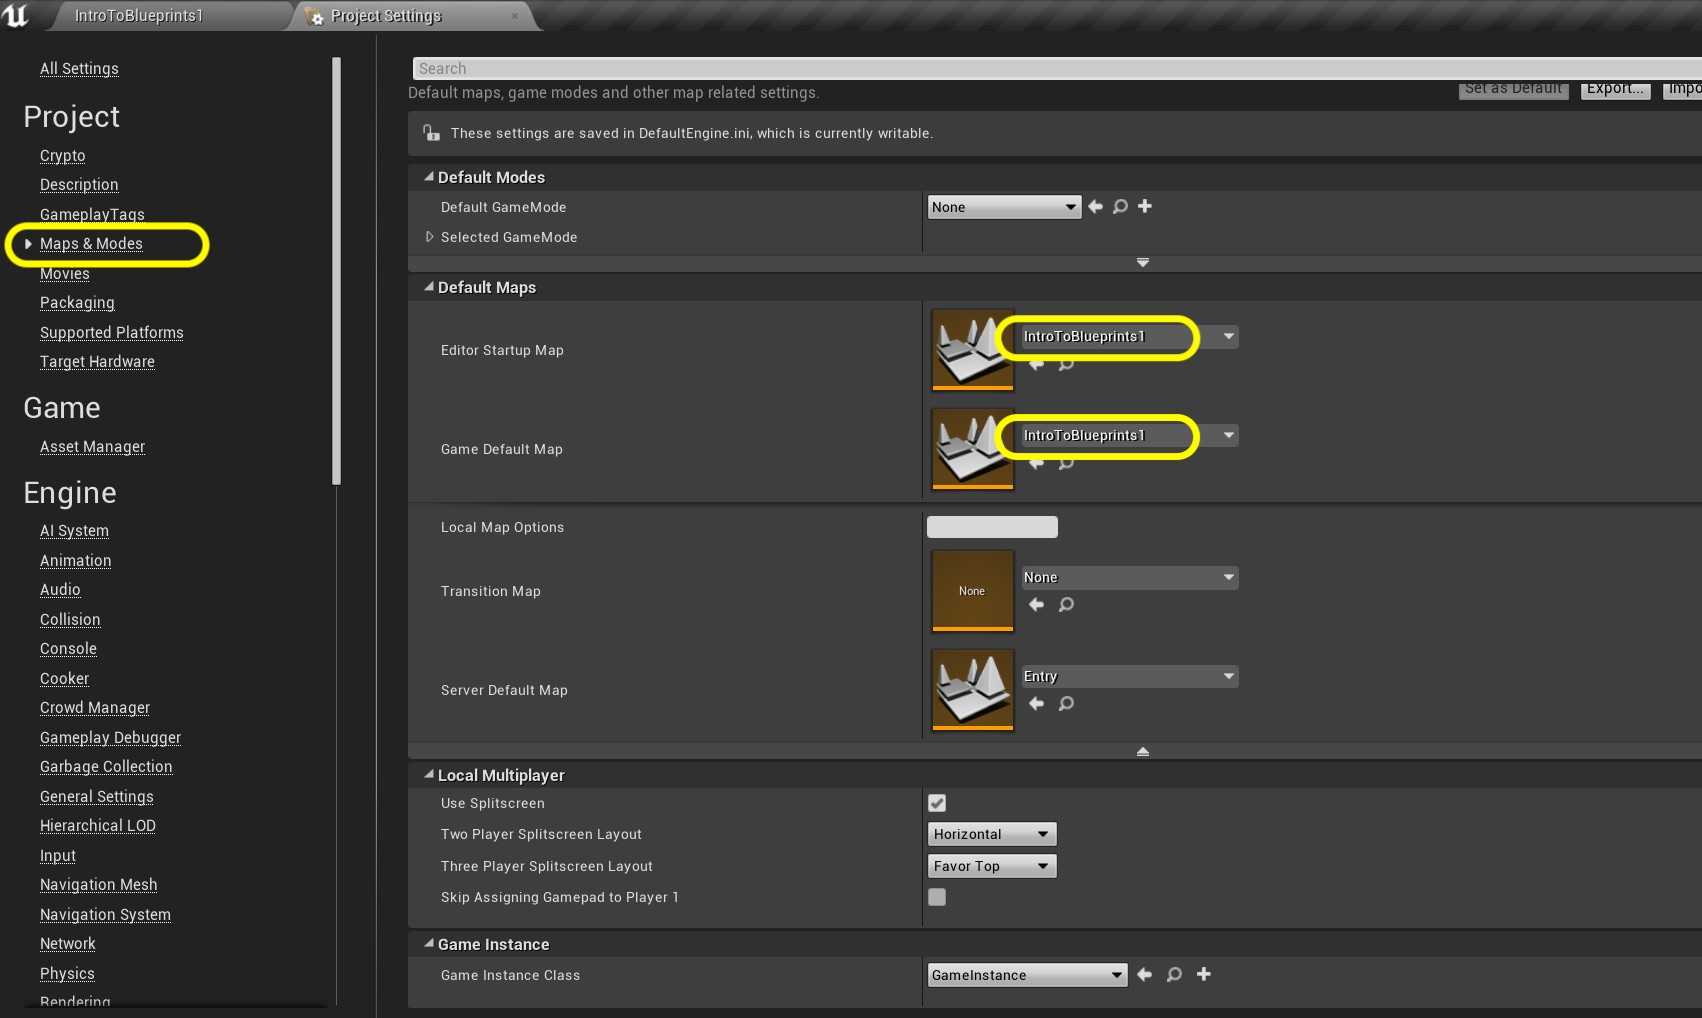 IntroToBlueprints1
Project Settings
All Settings
Project
Crypto
Description
GameplayTags
Maps & Modes
Movies
Packaging
Supported Platforms
Target Hardware
Game
Asset Manager
Engine
AI System
Animation
Audio
Collision
Console
Cooker
Crowd Manager
Gameplay Debugger
Garbage Collection
General Settings
Hierarchical LOD
Input
Navigation Mesh
Navigation System
Network
Physics
Rendering
Search
Default maps, game modes and other map related settings.
Set as Default
Export...
Impo
These settings are saved in DefaultEngine.ini, which is currently writable.
Default Modes
Default GameMode
None
Selected GameMode
Default Maps
Editor Startup Map
IntroToBlueprints1
Game Default Map
IntroToBlueprints1
Local Map Options
Transition Map
None
None
Server Default Map
Entry
Local Multiplayer
Use Splitscreen
Two Player Splitscreen Layout
Horizontal
Three Player Splitscreen Layout
Favor Top
Skip Assigning Gamepad to Player 1
Game Instance
Game Instance Class
GameInstance